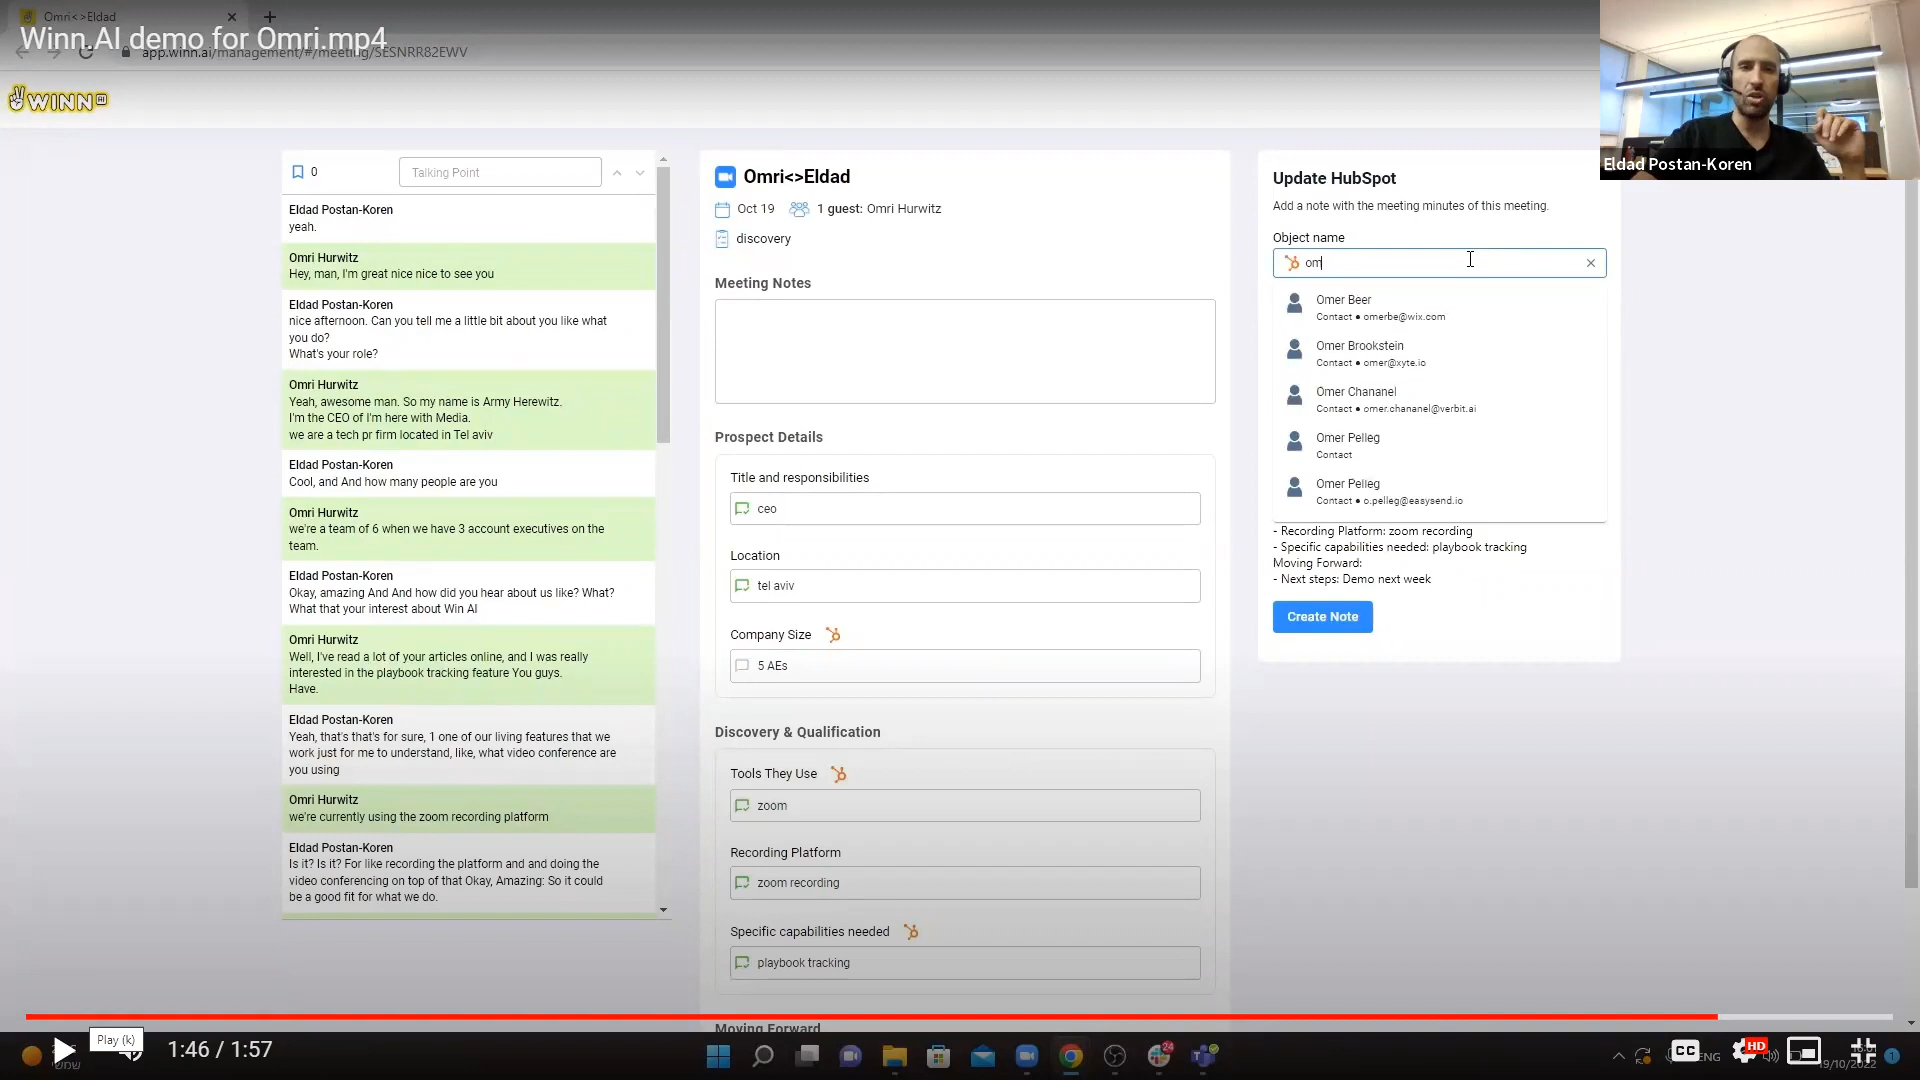 Omri<>Eldad
Winn.AI demo for Omri.mp4
app.winn.ai/management/#/meeting/SESNRR82EWV
WINN AI
Eldad Postan-Koren
0
Talking Point
Eldad Postan-Koren
yeah.
Omri Hurwitz
Hey, man, I'm great nice nice to see you
Eldad Postan-Koren
nice afternoon. Can you tell me a little bit about you like what
you do?
What's your role?
Omri Hurwitz
Yeah, awesome man. So my name is Army Herewitz.
I'm the CEO of I'm here with Media.
we are a tech pr firm located in Tel aviv
Eldad Postan-Koren
Cool, and And how many people are you
Omri Hurwitz
we're a team of 6 when we have 3 account executives on the
team.
Eldad Postan-Koren
Okay, amazing And And how did you hear about us like? What?
What that your interest about Win AI
Omri Hurwitz
Well, I've read a lot of your articles online, and I was really
interested in the playbook tracking feature You guys.
Have.
Eldad Postan-Koren
Yeah, that's that's for sure, 1 one of our living features that we
work just for me to understand, like, what video conference are
you using
Omri Hurwitz
we're currently using the zoom recording platform
Eldad Postan-Koren
Is it? Is it? For like recording the platform and and doing the
video conferencing on top of that Okay, Amazing: So it could
be a good fit for what we do.
Omri<>Eldad
Oct 19
1 guest: Omri Hurwitz
discovery
Meeting Notes
Prospect Details
Title and responsibilities
ceo
Location
tel aviv
Company Size
5 AEs
Discovery & Qualification
Tools They Use
zoom
Recording Platform
zoom recording
Specific capabilities needed
playbook tracking
Moving Forward
Update HubSpot
Add a note with the meeting minutes of this meeting.
Object name
om
Omer Beer
Contact • omerbe@wix.com
Omer Brookstein
Contact • omer@xyte.io
Omer Chananel
Contact • omer.chananel@verbit.ai
Omer Pelleg
Contact
Omer Pelleg
Contact • o.pelleg@easysend.io
- Recording Platform: zoom recording
- Specific capabilities needed: playbook tracking
Moving Forward:
- Next steps: Demo next week
Create Note
Play (k)
1:46 / 1:57
24
CC
ENG
HD
19/10/2022
1